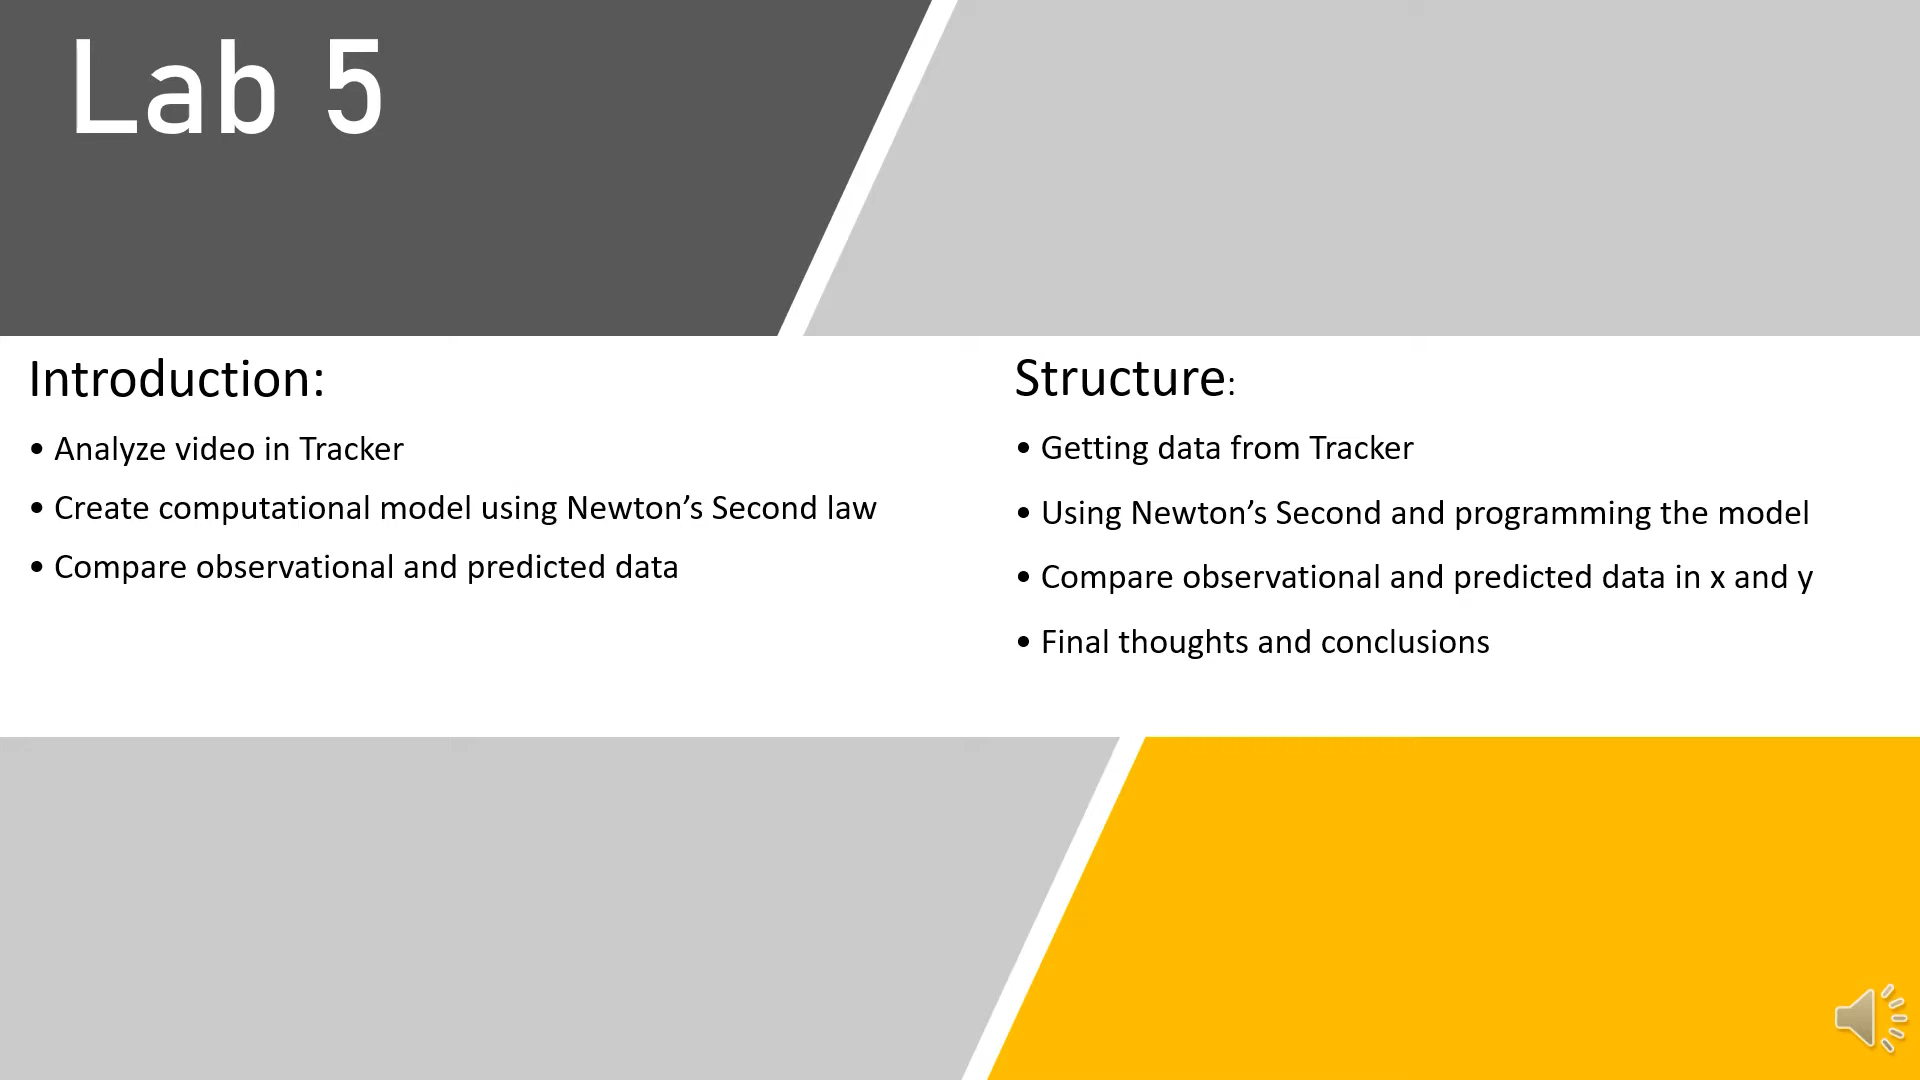 Lab 5
Introduction:
• Analyze video in Tracker
• Create computational model using Newton’s Second law
• Compare observational and predicted data
Structure:
• Getting data from Tracker
• Using Newton’s Second and programming the model
• Compare observational and predicted data in x and y
• Final thoughts and conclusions